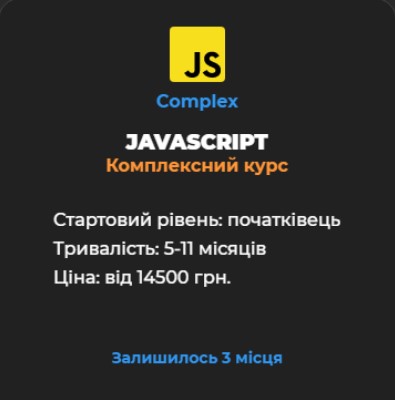 JS
Complex
JAVASCRIPT
Комплексний курс
Стартовий рівень: початківець
Тривалість: 5-11 місяців
Ціна: від 14500 грн.
Залишилось 3 місця